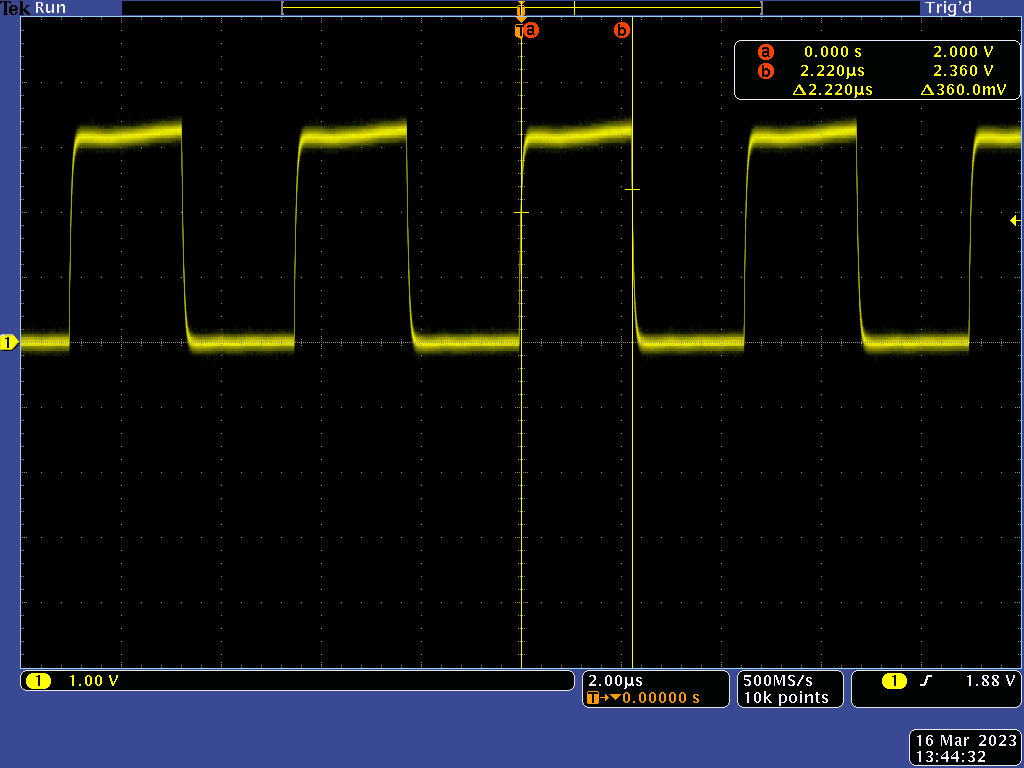 Tek Run Trig'd
T
T a b
a 0.000 s 2.000 V
b 2.220µs 2.360 V
Δ2.220µs Δ360.0mV
1
1 1.00 V
2.00µs
T→▼0.00000 s
500MS/s
10k points
1 1.88 V
16 Mar 2023
13:44:32